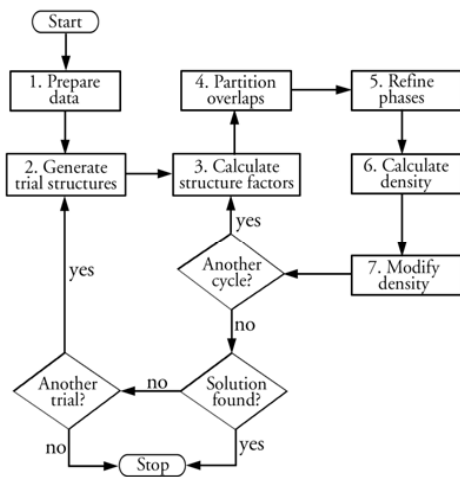 Start
1. Prepare
data
2. Generate
trial structures
3. Calculate
structure factors
4. Partition
overlaps
5. Refine
phases
6. Calculate
density
7. Modify
density
yes
Another
cycle?
no
Solution
found?
no
yes
Another
trial?
yes
no
Stop